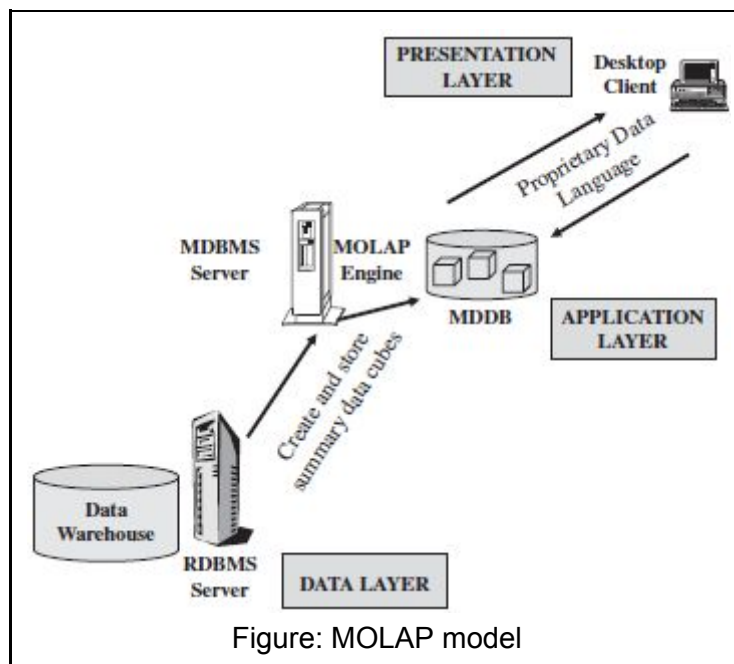 PRESENTATION
LAYER
Desktop
Client
Proprietary Data
Language
MDBMS
Server
MOLAP
Engine
MDDB
APPLICATION
LAYER
Create and store
summary data cubes
Data
Warehouse
RDBMS
Server
DATA LAYER
Figure: MOLAP model